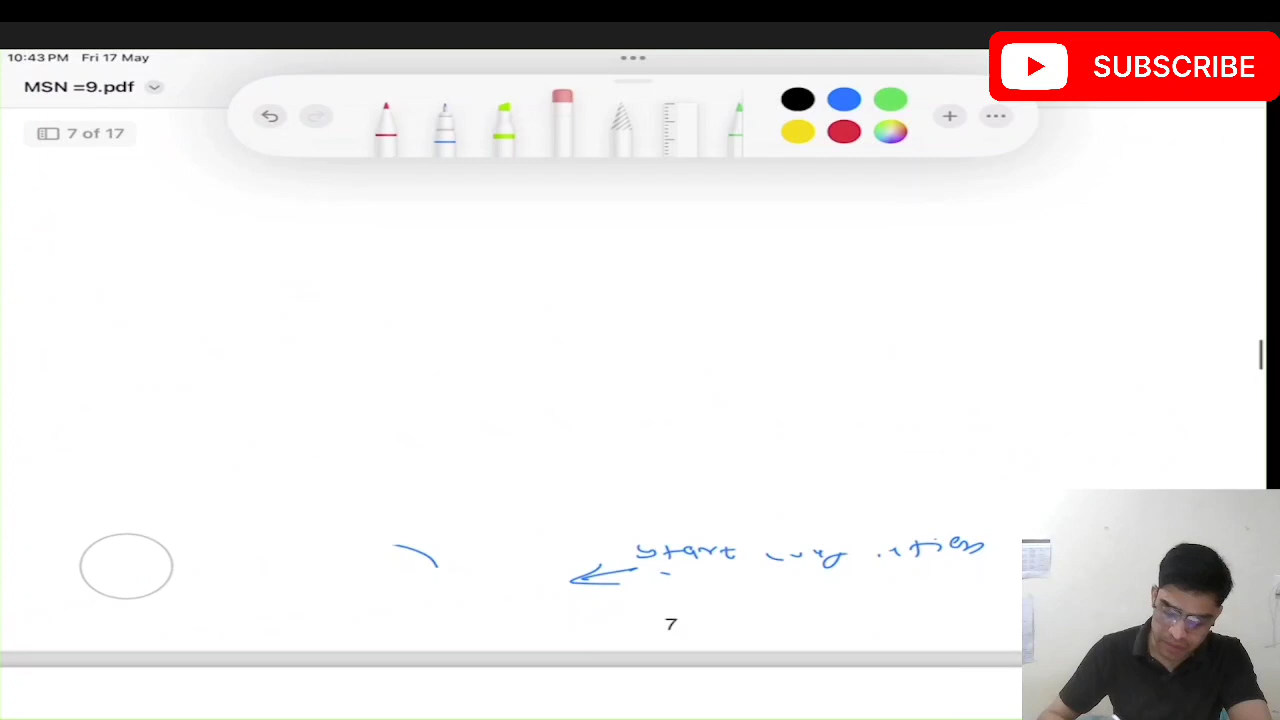 10:43 PM Fri 17 May
SUBSCRIBE
MSN =9.pdf
7 of 17
start
7